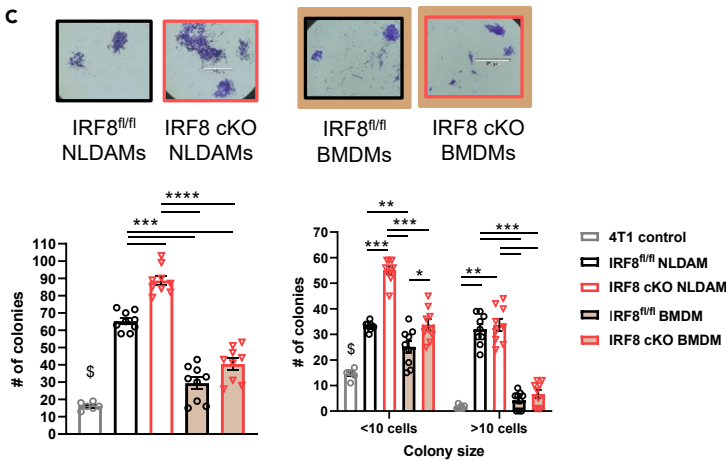 C
IRF8fl/fl
NLDAMs
IRF8 cKO
NLDAMs
IRF8fl/fl
BMDMs
IRF8 cKO
BMDMs
# of colonies
110
100
90
80
70
60
50
40
30
20
10
0
****
***
$
# of colonies
70
60
50
40
30
20
10
0
**
***
***
*
$
**
***
<10 cells
>10 cells
Colony size
4T1 control
IRF8fl/fl NLDAM
IRF8 cKO NLDAM
IRF8fl/fl BMDM
IRF8 cKO BMDM